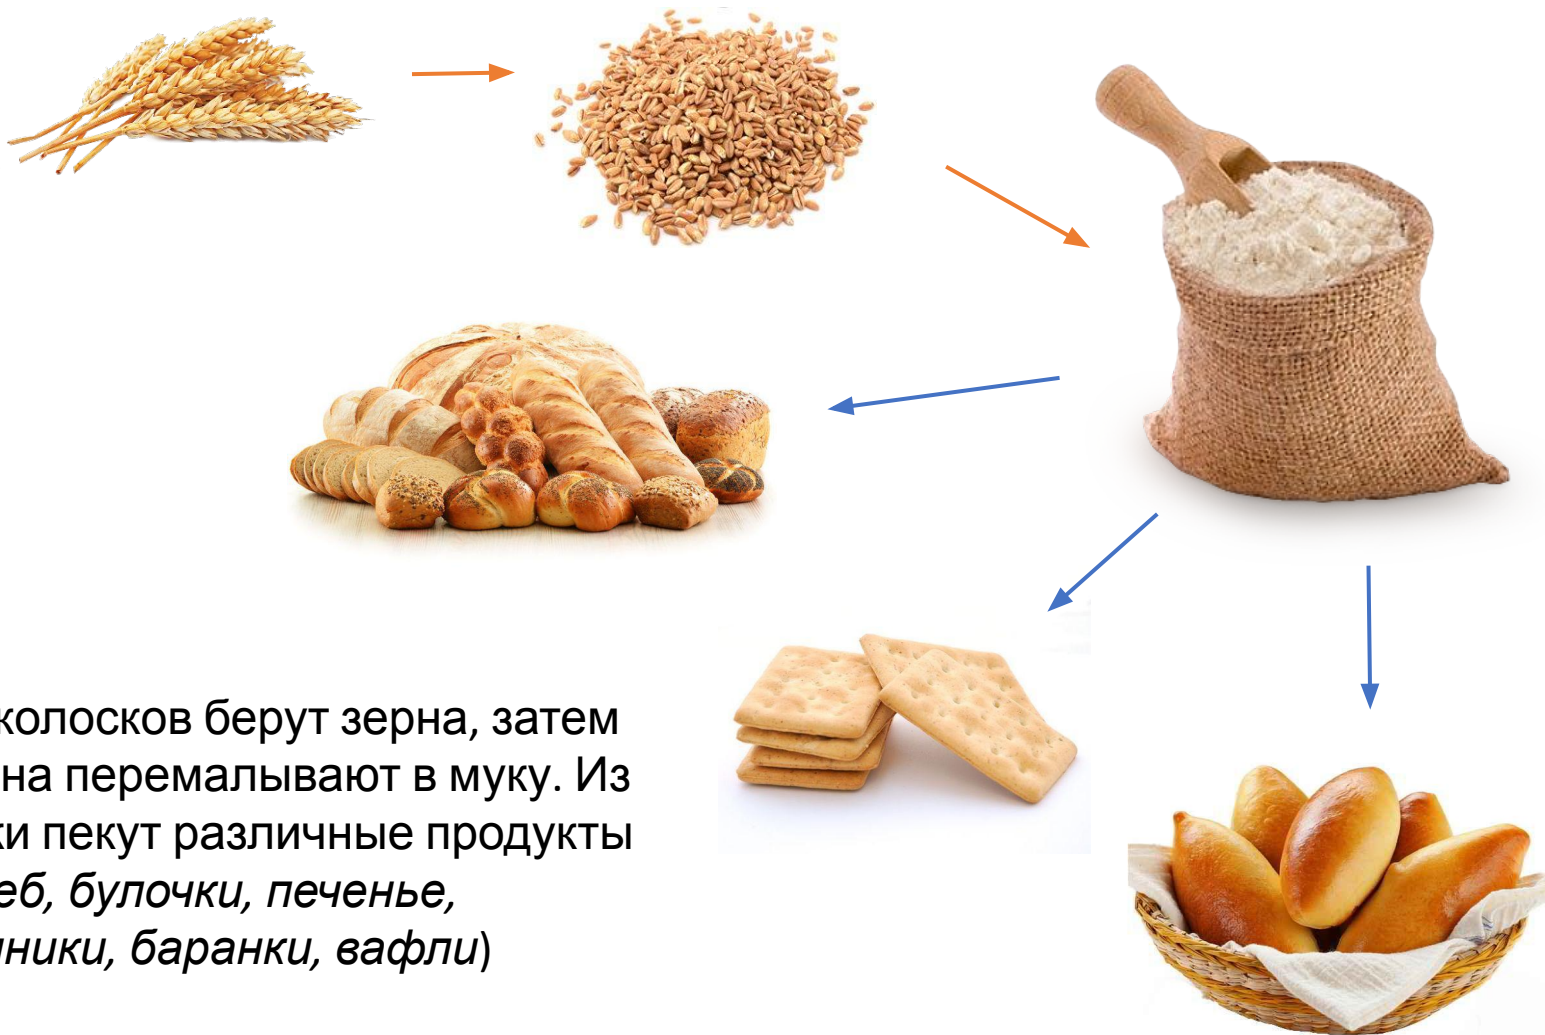 колосков берут зерна, затем
на перемалывают в муку. Из
ки пекут различные продукты
еб, булочки, печенье,
ники, баранки, вафли)